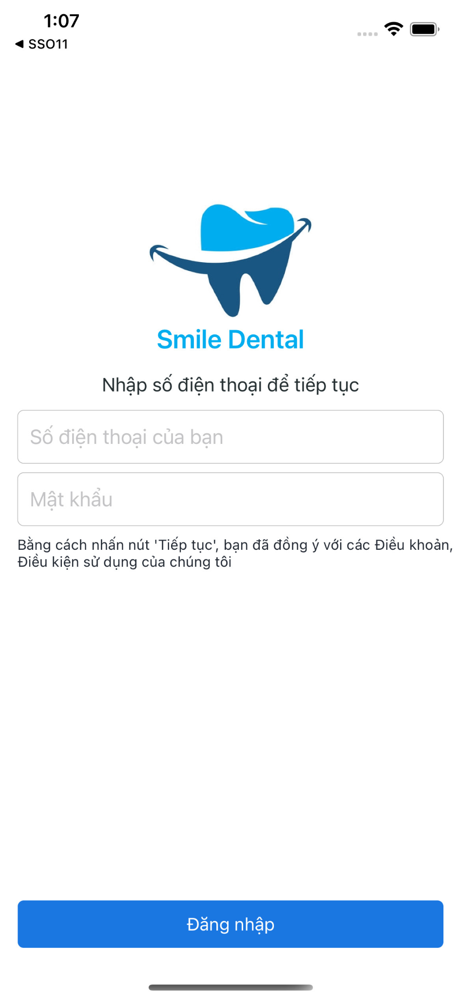 1:07
◀ SSO11
Smile Dental
Nhập số điện thoại để tiếp tục
Số điện thoại của bạn
Mật khẩu
Bằng cách nhấn nút 'Tiếp tục', bạn đã đồng ý với các Điều khoản,
Điều kiện sử dụng của chúng tôi
Đăng nhập